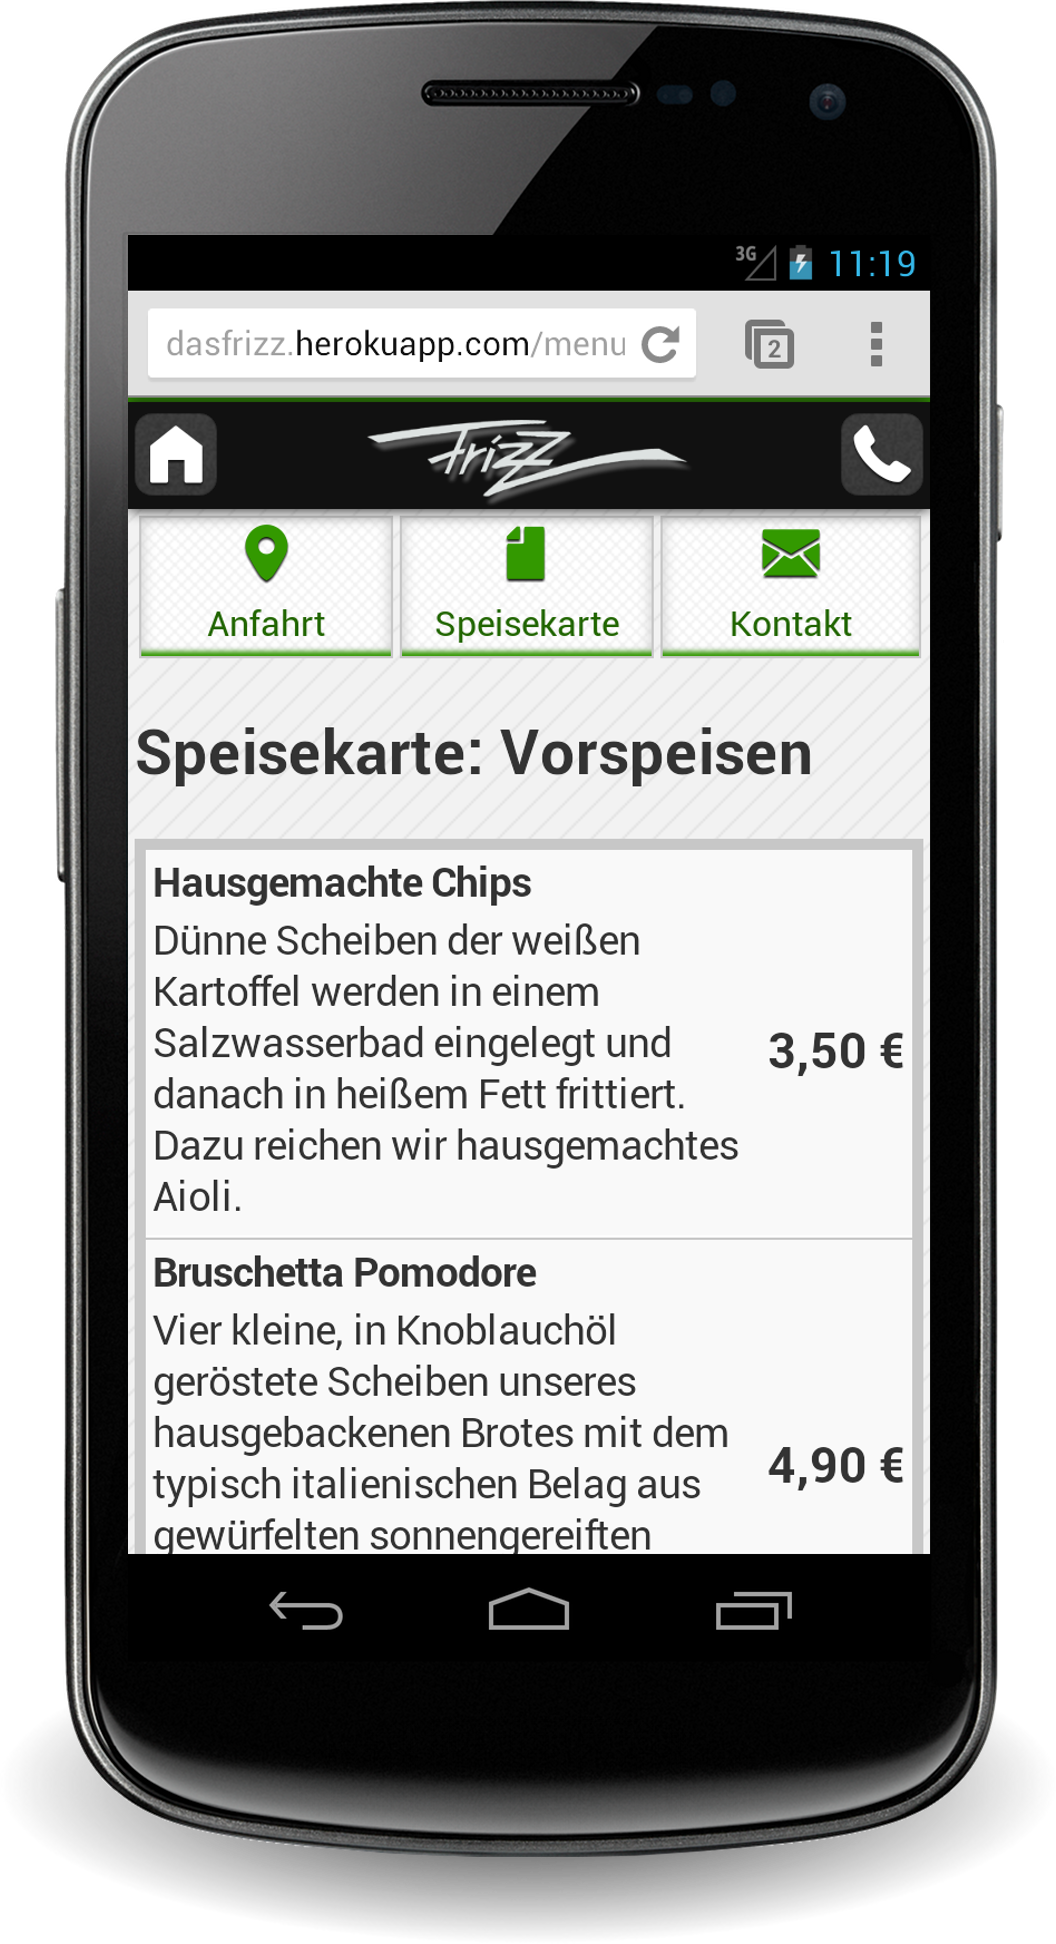 3G 11:19
dasfrizz.herokuapp.com/menu 2
Frizz
Anfahrt Speisekarte Kontakt
Speisekarte: Vorspeisen
Hausgemachte Chips
Dünne Scheiben der weißen
Kartoffel werden in einem
Salzwasserbad eingelegt und
danach in heißem Fett frittiert.
Dazu reichen wir hausgemachtes
Aioli.
3,50 €
Bruschetta Pomodore
Vier kleine, in Knoblauchöl
geröstete Scheiben unseres
hausgebackenen Brotes mit dem
typisch italienischen Belag aus
gewürfelten sonnengereiften
4,90 €